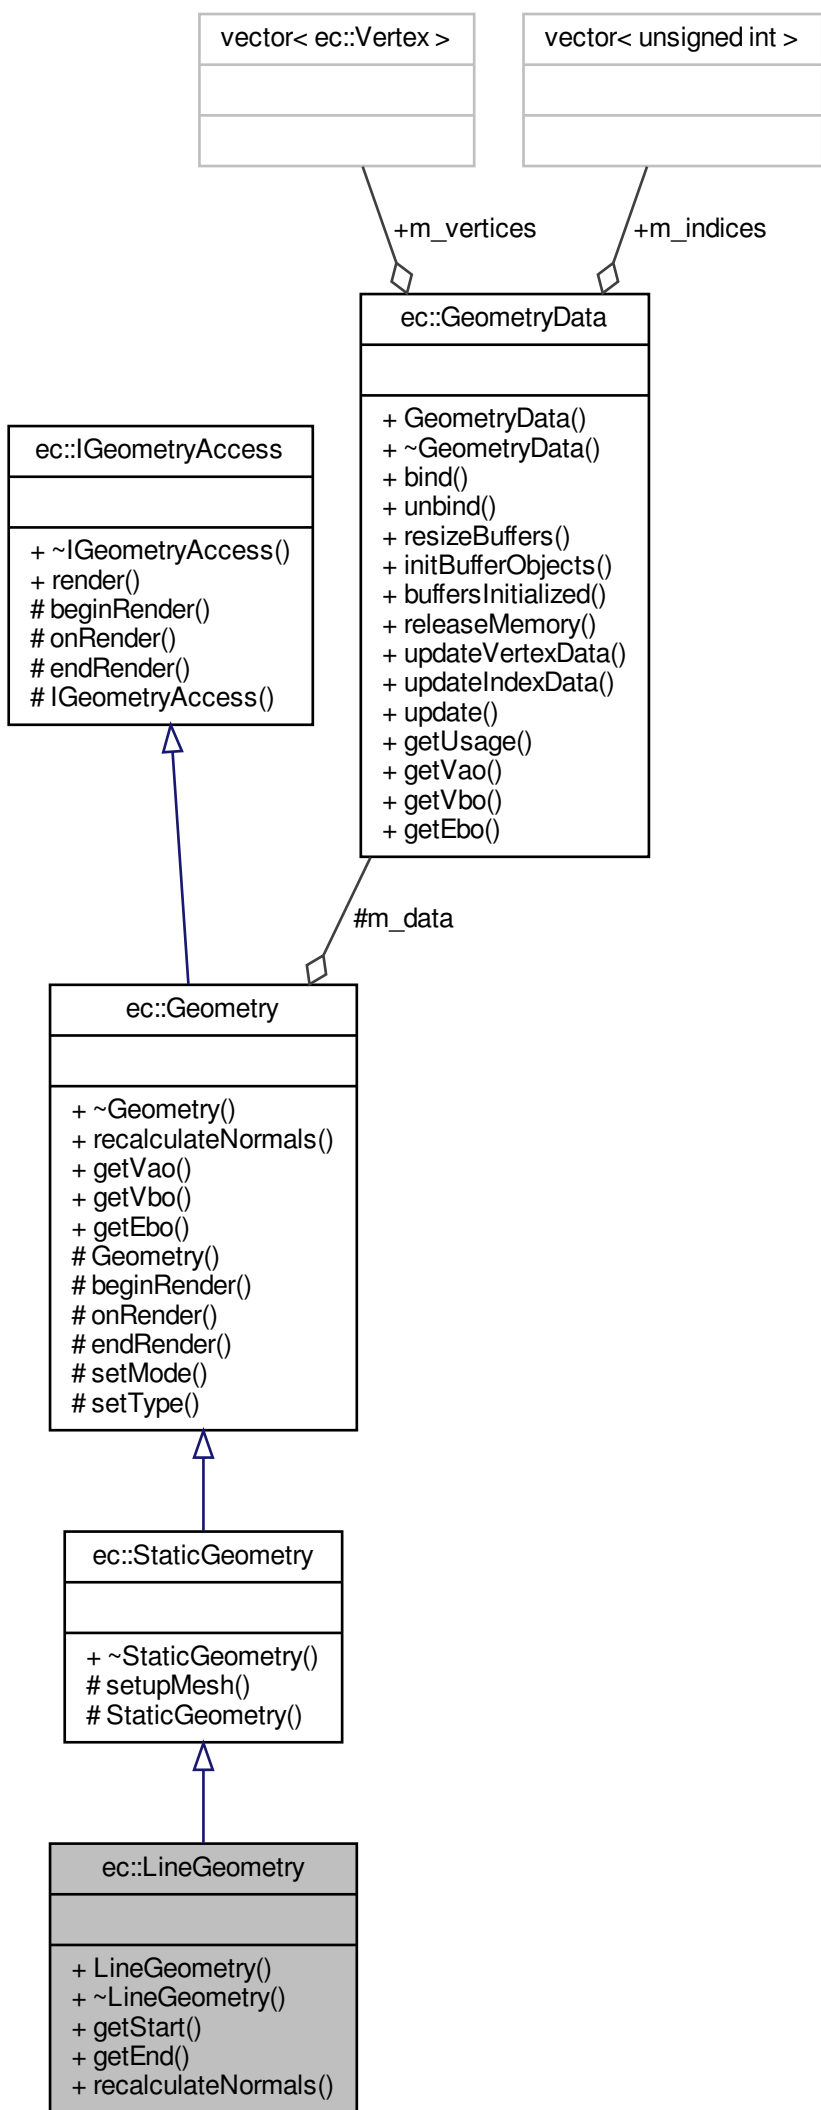 vector< ec::Vertex >
vector< unsigned int >
+m_vertices
+m_indices
ec::GeometryData
+ GeometryData()
+ ~GeometryData()
+ bind()
+ unbind()
+ resizeBuffers()
+ initBufferObjects()
+ buffersInitialized()
+ releaseMemory()
+ updateVertexData()
+ updateIndexData()
+ update()
+ getUsage()
+ getVao()
+ getVbo()
+ getEbo()
ec::IGeometryAccess
+ ~IGeometryAccess()
+ render()
# beginRender()
# onRender()
# endRender()
# IGeometryAccess()
#m_data
ec::Geometry
+ ~Geometry()
+ recalculateNormals()
+ getVao()
+ getVbo()
+ getEbo()
# Geometry()
# beginRender()
# onRender()
# endRender()
# setMode()
# setType()
ec::StaticGeometry
+ ~StaticGeometry()
# setupMesh()
# StaticGeometry()
ec::LineGeometry
+ LineGeometry()
+ ~LineGeometry()
+ getStart()
+ getEnd()
+ recalculateNormals()